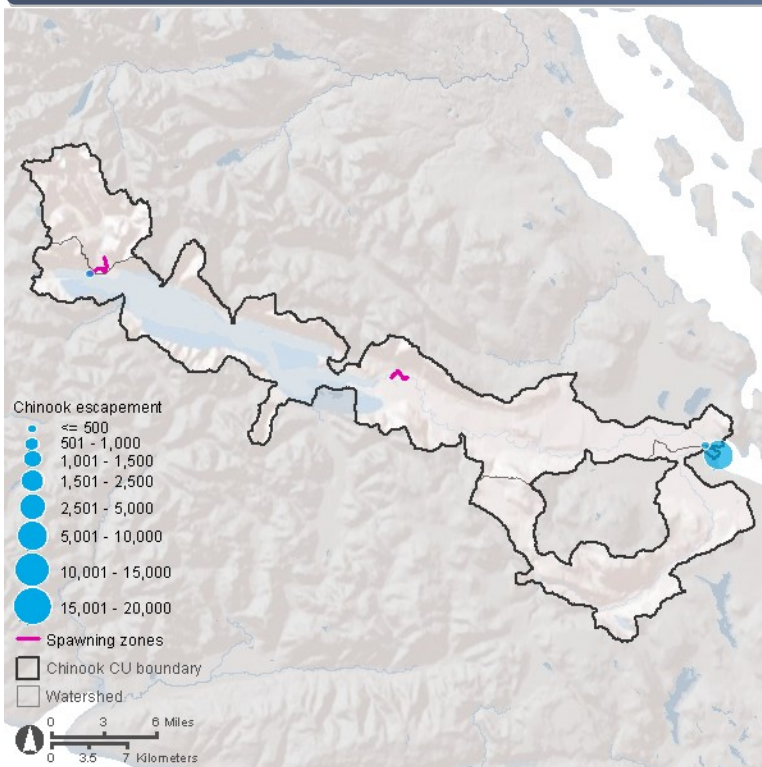 Chinook escapement
<= 500
501 - 1,000
1,001 - 1,500
1,501 - 2,500
2,501 - 5,000
5,001 - 10,000
10,001 - 15,000
15,001 - 20,000
Spawning zones
Chinook CU boundary
Watershed
0 3 6 Miles
0 3.5 7 Kilometers